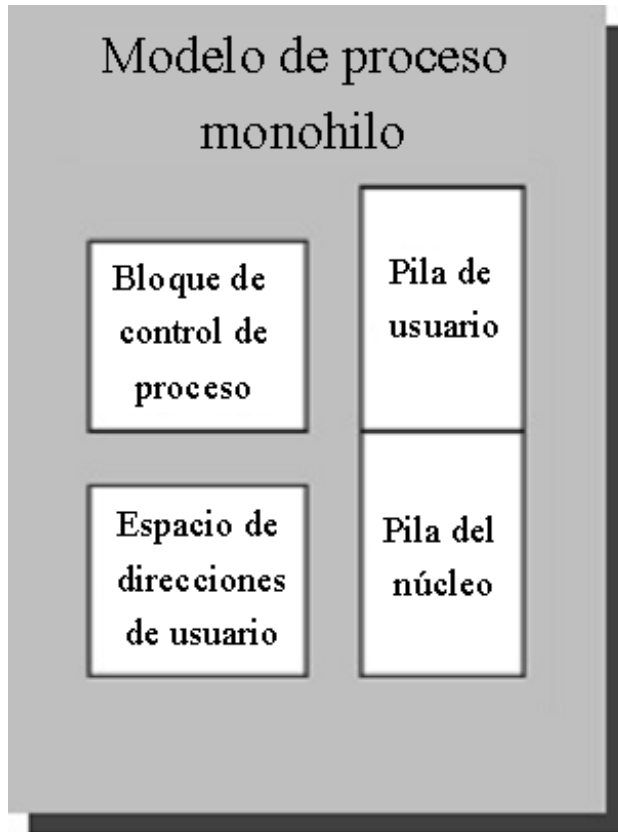 Modelo de proceso
monohilo
Bloque de
control de
proceso
Pila de
usuario
Espacio de
direcciones
de usuario
Pila del
núcleo